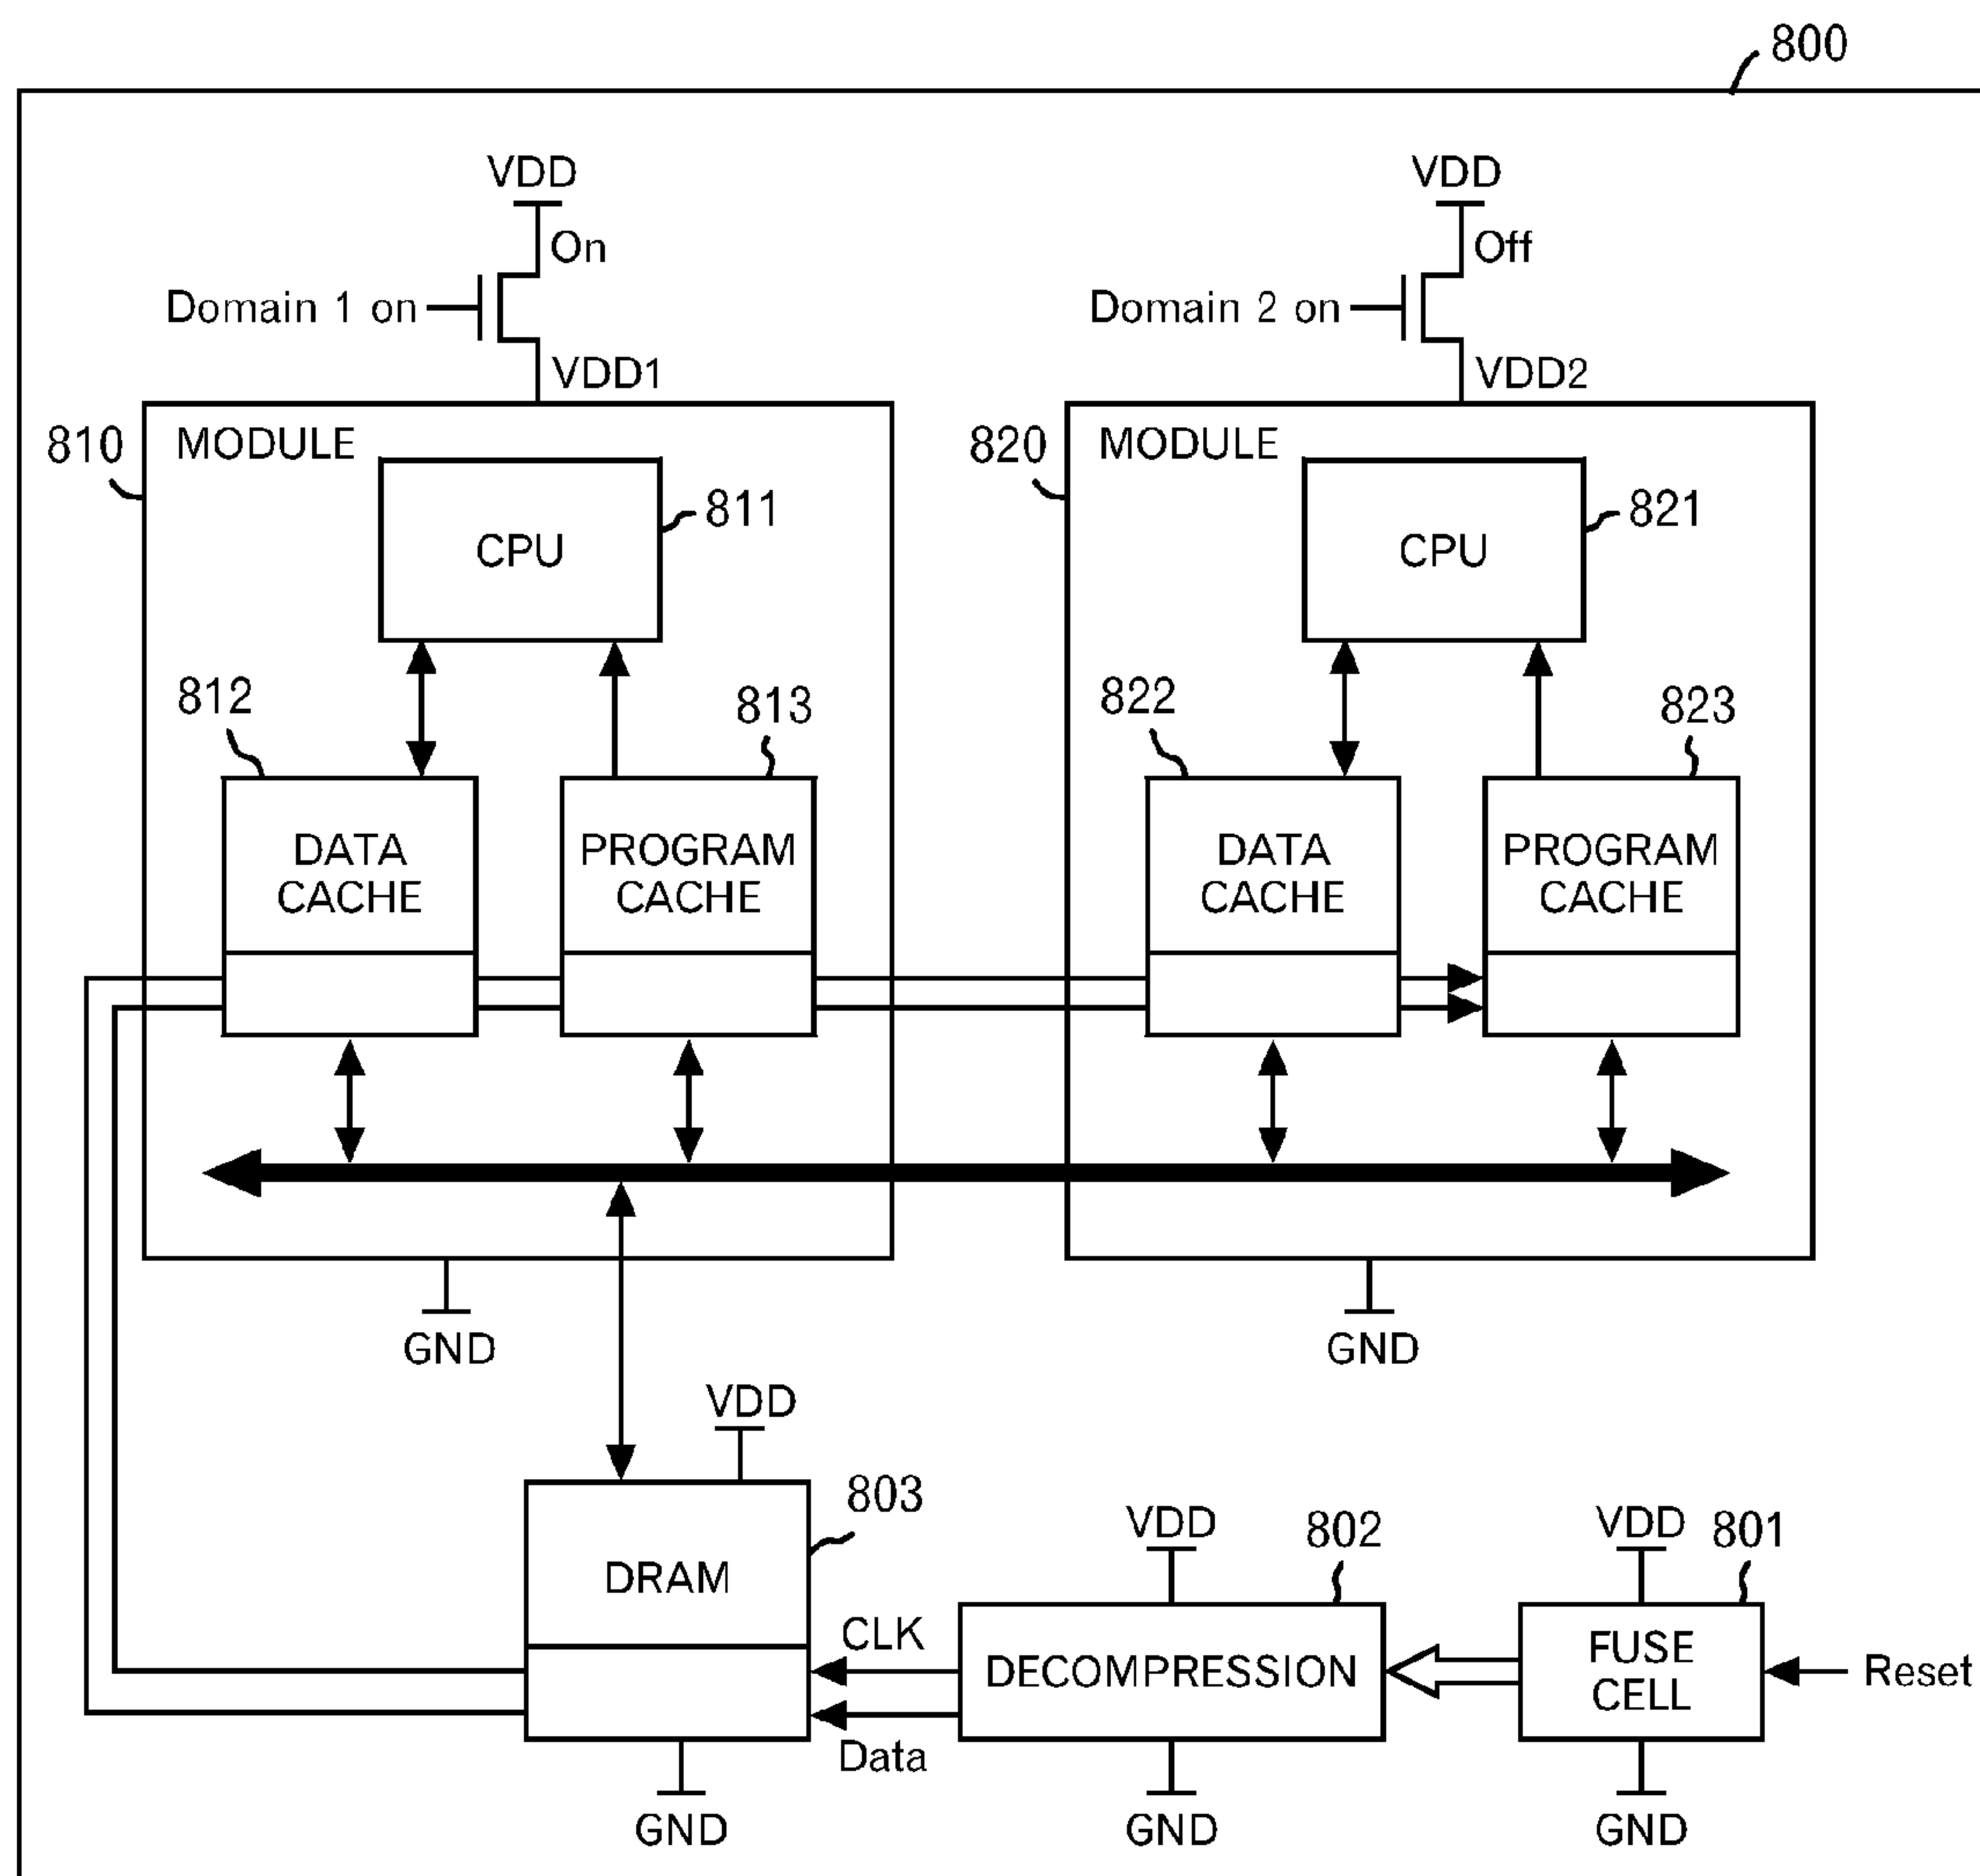 800
VDD
VDD
On
Off
Domain 1 on
Domain 2 on
VDD1
VDD2
810
MODULE
820
MODULE
CPU
811
CPU
821
812
813
822
823
DATA
CACHE
PROGRAM
CACHE
DATA
CACHE
PROGRAM
CACHE
GND
GND
VDD
803
DRAM
VDD
802
VDD
801
CLK
DECOMPRESSION
FUSE
CELL
Reset
Data
GND
GND
GND